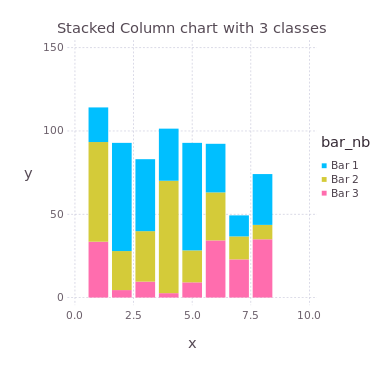 Stacked Column chart with 3 classes
150
100
50
0
y
0.0 2.5 5.0 7.5 10.0
x
bar_nb
Bar 1
Bar 2
Bar 3